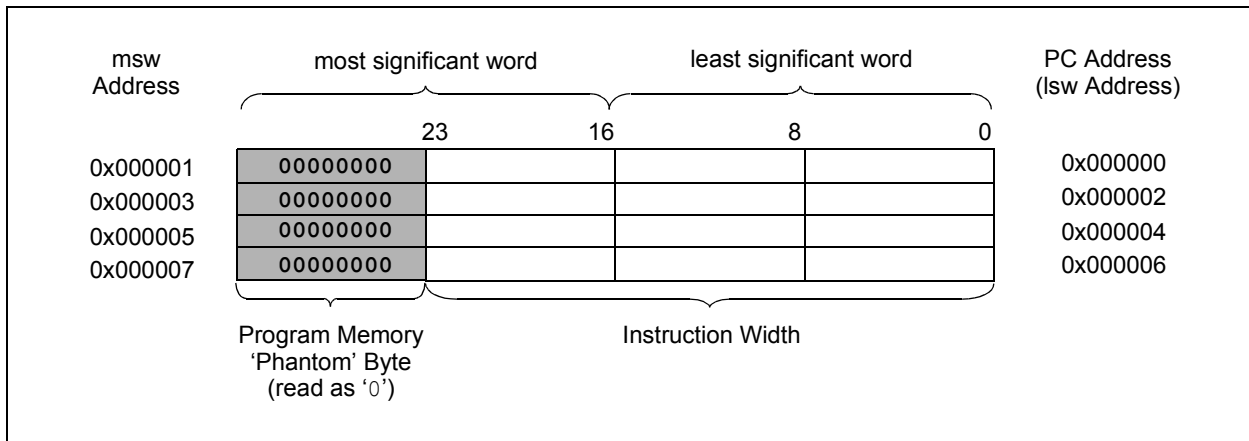 msw
Address
most significant word
least significant word
PC Address
(lsw Address)
23 16 8 0
0x000001 00000000 0x000000
0x000003 00000000 0x000002
0x000005 00000000 0x000004
0x000007 00000000 0x000006
Program Memory
‘Phantom’ Byte
(read as ‘0’)
Instruction Width